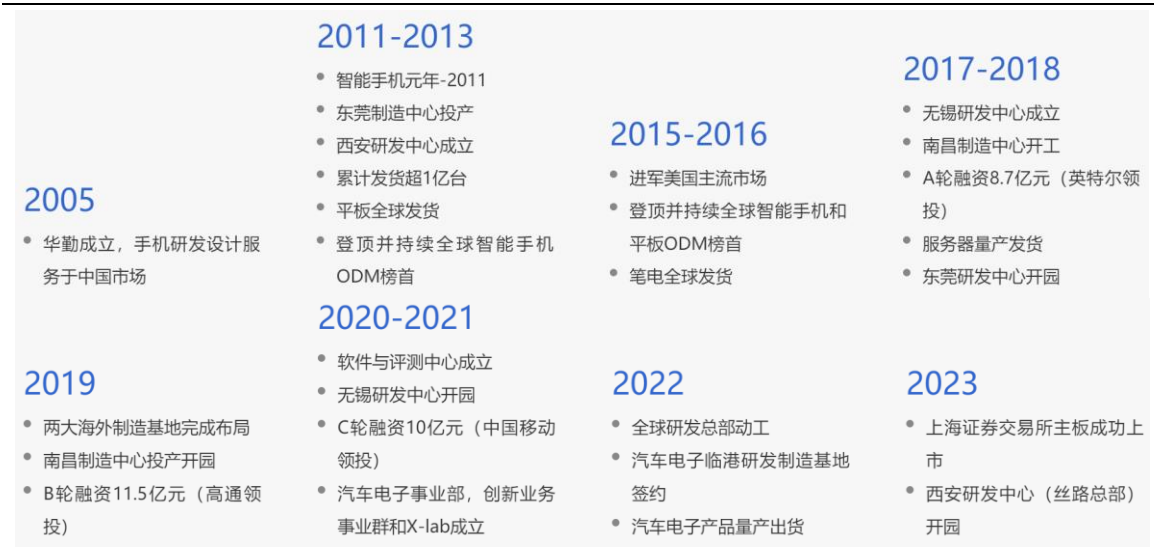 2005
• 华勤成立，手机研发设计服
务于中国市场
2011-2013
• 智能手机元年-2011
• 东莞制造中心投产
• 西安研发中心成立
• 累计发货超1亿台
• 平板全球发货
• 登顶并持续全球智能手机
ODM榜首
2015-2016
• 进军美国主流市场
• 登顶并持续全球智能手机和
平板ODM榜首
• 笔电全球发货
2017-2018
• 无锡研发中心成立
• 南昌制造中心开工
• A轮融资8.7亿元（英特尔领
投）
• 服务器量产发货
• 东莞研发中心开园
2019
• 两大海外制造基地完成布局
• 南昌制造中心投产开园
• B轮融资11.5亿元（高通领
投）
2020-2021
• 软件与评测中心成立
• 无锡研发中心开园
• C轮融资10亿元（中国移动
领投）
• 汽车电子事业部，创新业务
事业群和X-lab成立
2022
• 全球研发总部动工
• 汽车电子临港研发制造基地
签约
• 汽车电子产品量产出货
2023
• 上海证券交易所主板成功上
市
• 西安研发中心（丝路总部）
开园